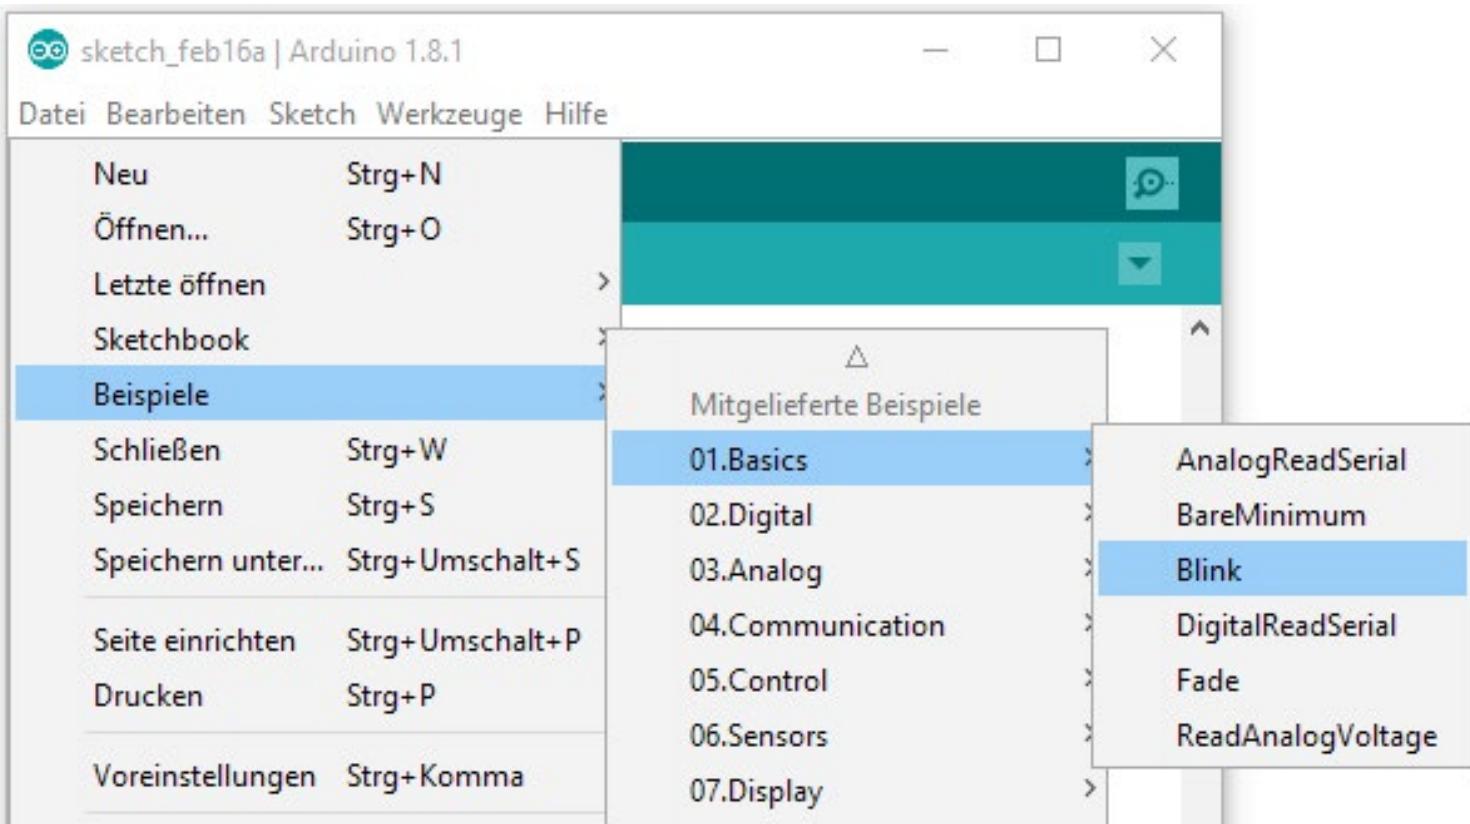 sketch_feb16a | Arduino 1.8.1
Datei Bearbeiten Sketch Werkzeuge Hilfe
Neu Strg+N
Öffnen... Strg+O
Letzte öffnen
Sketchbook
Beispiele
Schließen Strg+W
Speichern Strg+S
Speichern unter... Strg+Umschalt+S
Seite einrichten Strg+Umschalt+P
Drucken Strg+P
Voreinstellungen Strg+Komma
Mitgelieferte Beispiele
01.Basics
02.Digital
03.Analog
04.Communication
05.Control
06.Sensors
07.Display
AnalogReadSerial
BareMinimum
Blink
DigitalReadSerial
Fade
ReadAnalogVoltage